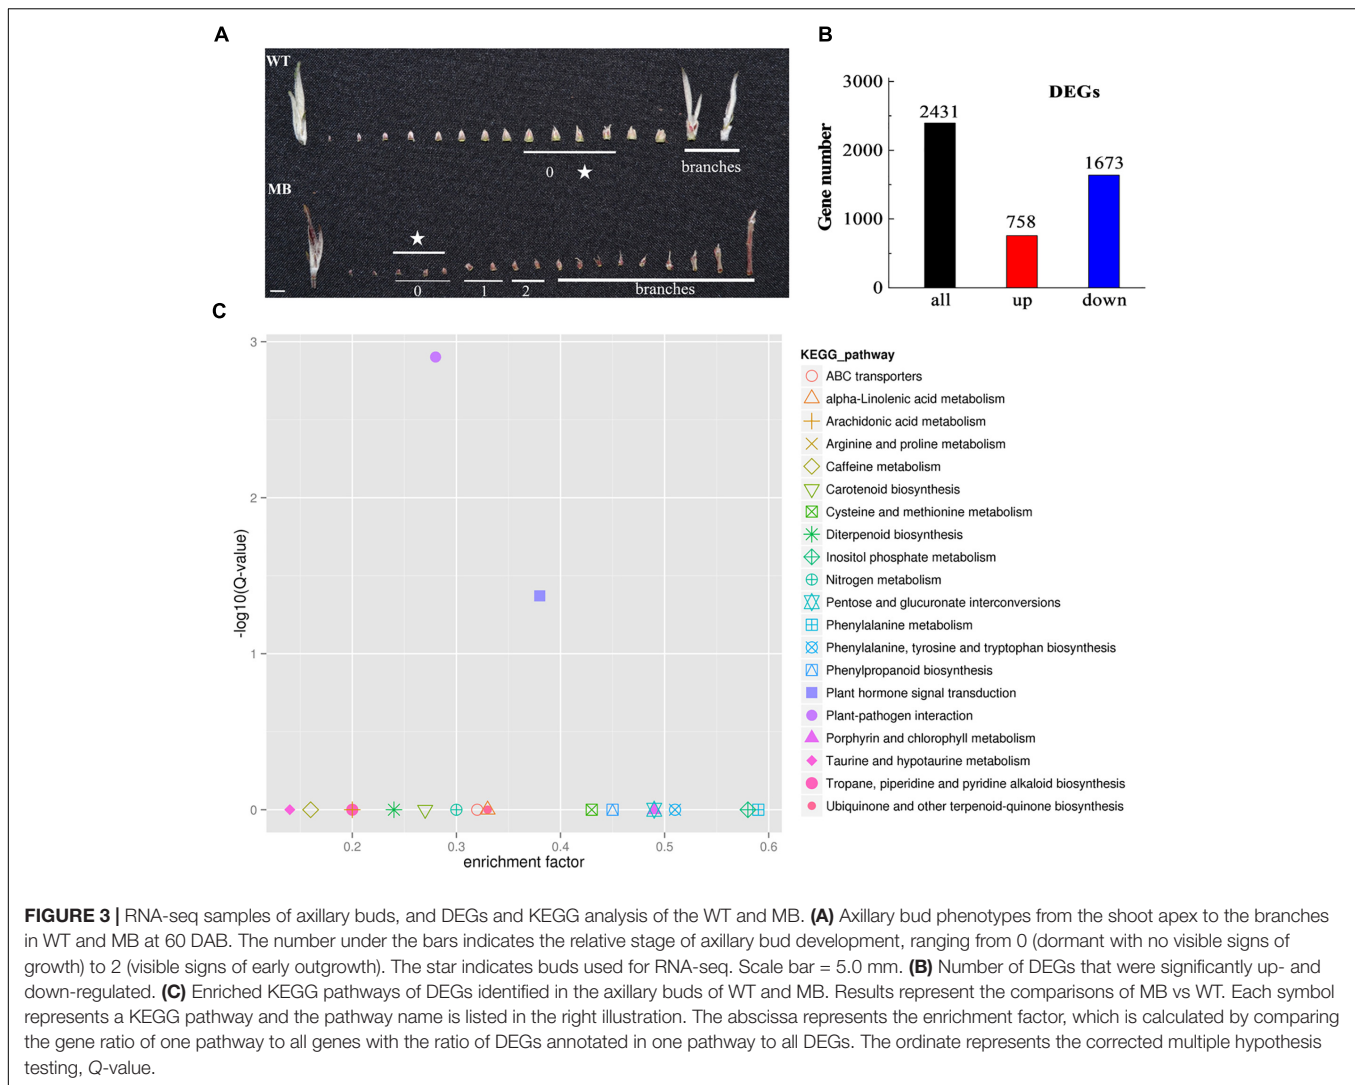 A
WT
0
branches
MB
0
1
2
branches
B
DEGs
Gene number
3000
2000
1000
0
2431
758
1673
all
up
down
C
-log10(Q-value)
3
2
1
0
0.2
0.3
0.4
0.5
0.6
enrichment factor
KEGG_pathway
ABC transporters
alpha-Linolenic acid metabolism
Arachidonic acid metabolism
Arginine and proline metabolism
Caffeine metabolism
Carotenoid biosynthesis
Cysteine and methionine metabolism
Diterpenoid biosynthesis
Inositol phosphate metabolism
Nitrogen metabolism
Pentose and glucuronate interconversions
Phenylalanine metabolism
Phenylalanine, tyrosine and tryptophan biosynthesis
Phenylpropanoid biosynthesis
Plant hormone signal transduction
Plant-pathogen interaction
Porphyrin and chlorophyll metabolism
Taurine and hypotaurine metabolism
Tropane, piperidine and pyridine alkaloid biosynthesis
Ubiquinone and other terpenoid-quinone biosynthesis
FIGURE 3 | RNA-seq samples of axillary buds, and DEGs and KEGG analysis of the WT and MB. (A) Axillary bud phenotypes from the shoot apex to the branches
in WT and MB at 60 DAB. The number under the bars indicates the relative stage of axillary bud development, ranging from 0 (dormant with no visible signs of
growth) to 2 (visible signs of early outgrowth). The star indicates buds used for RNA-seq. Scale bar = 5.0 mm. (B) Number of DEGs that were significantly up- and
down-regulated. (C) Enriched KEGG pathways of DEGs identified in the axillary buds of WT and MB. Results represent the comparisons of MB vs WT. Each symbol
represents a KEGG pathway and the pathway name is listed in the right illustration. The abscissa represents the enrichment factor, which is calculated by comparing
the gene ratio of one pathway to all genes with the ratio of DEGs annotated in one pathway to all DEGs. The ordinate represents the corrected multiple hypothesis
testing, Q-value.